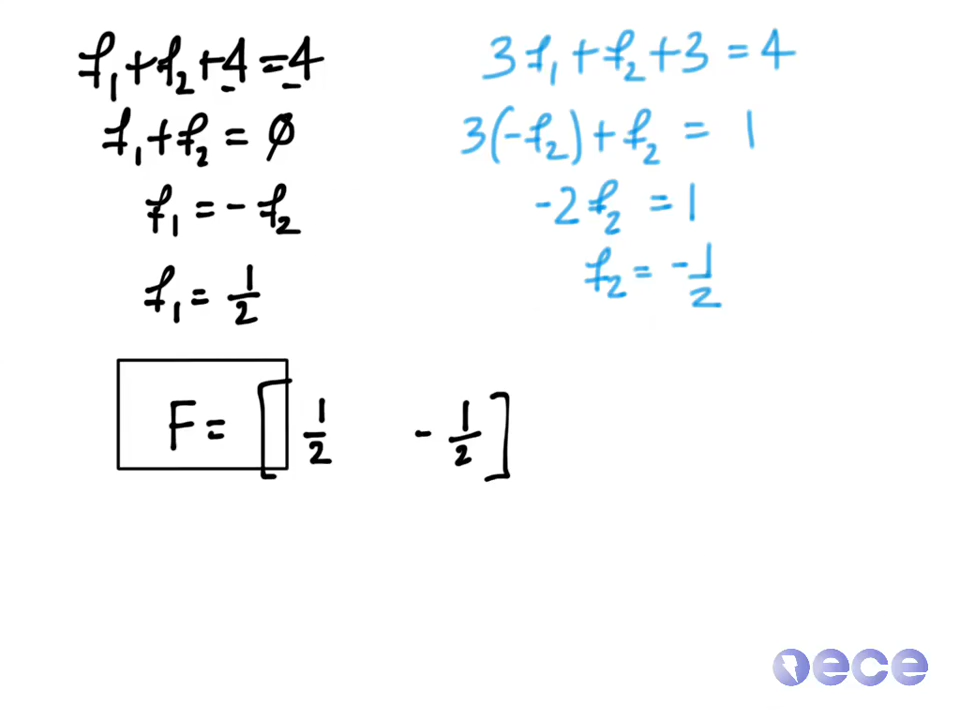 f₁+f₂+4=4
f₁+f₂=0
f₁=-f₂
f₁=1/2
3f₁+f₂+3=4
3(-f₂)+f₂=1
-2f₂=1
f₂=-1/2
F=[1/2 -1/2]
ece